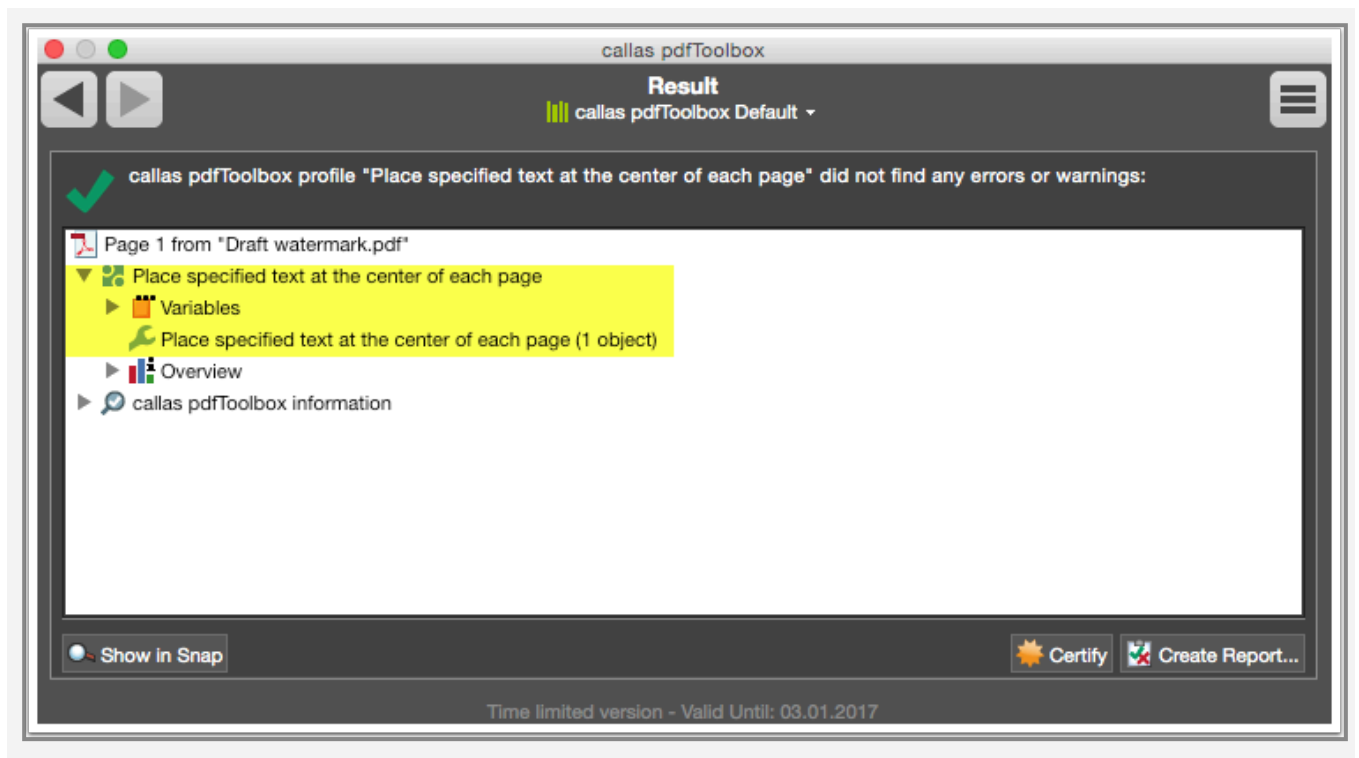 callas pdfToolbox
Result
callas pdfToolbox Default
callas pdfToolbox profile "Place specified text at the center of each page" did not find any errors or warnings:
Page 1 from "Draft watermark.pdf"
Place specified text at the center of each page
Variables
Place specified text at the center of each page (1 object)
Overview
callas pdfToolbox information
Show in Snap
Certify
Create Report...
Time limited version - Valid Until: 03.01.2017